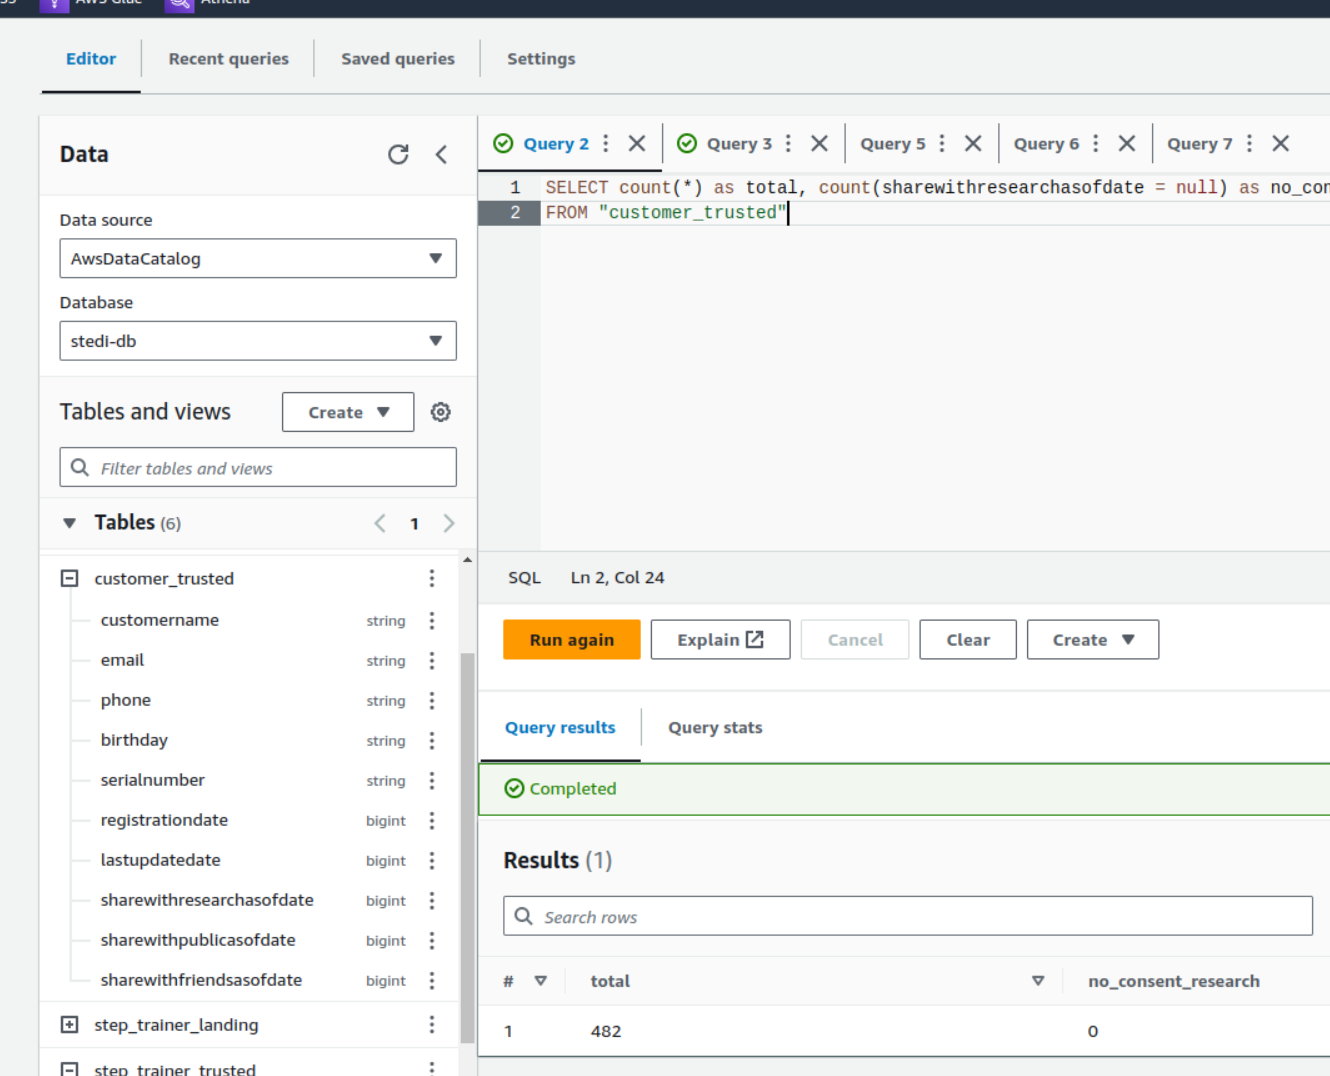 AWS Glue Athena
Editor Recent queries Saved queries Settings
Data
Data source
AwsDataCatalog
Database
stedi-db
Tables and views Create
Filter tables and views
Tables (6) 1
customer_trusted
customername string
email string
phone string
birthday string
serialnumber string
registrationdate bigint
lastupdatedate bigint
sharewithresearchasofdate bigint
sharewithpublicasofdate bigint
sharewithfriendsasofdate bigint
step_trainer_landing
step_trainer_trusted
Query 2 Query 3 Query 5 Query 6 Query 7
1 SELECT count(*) as total, count(sharewithresearchasofdate = null) as no_con
2 FROM "customer_trusted"
SQL Ln 2, Col 24
Run again Explain Cancel Clear Create
Query results Query stats
Completed
Results (1)
Search rows
# total no_consent_research
1 482 0